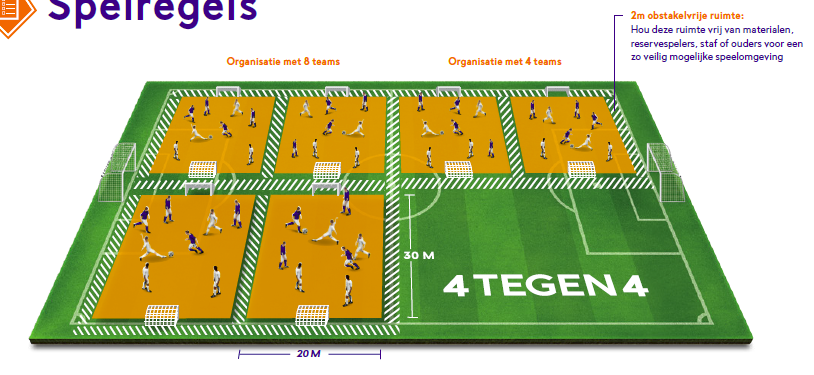 Spelregels
2m obstakelvrije ruimte:
Hou deze ruimte vrij van materialen,
reservespelers, staf of ouders voor een
zo veilig mogelijke speelomgeving
Organisatie met 8 teams
Organisatie met 4 teams
30 M
4 TEGEN 4
20 M